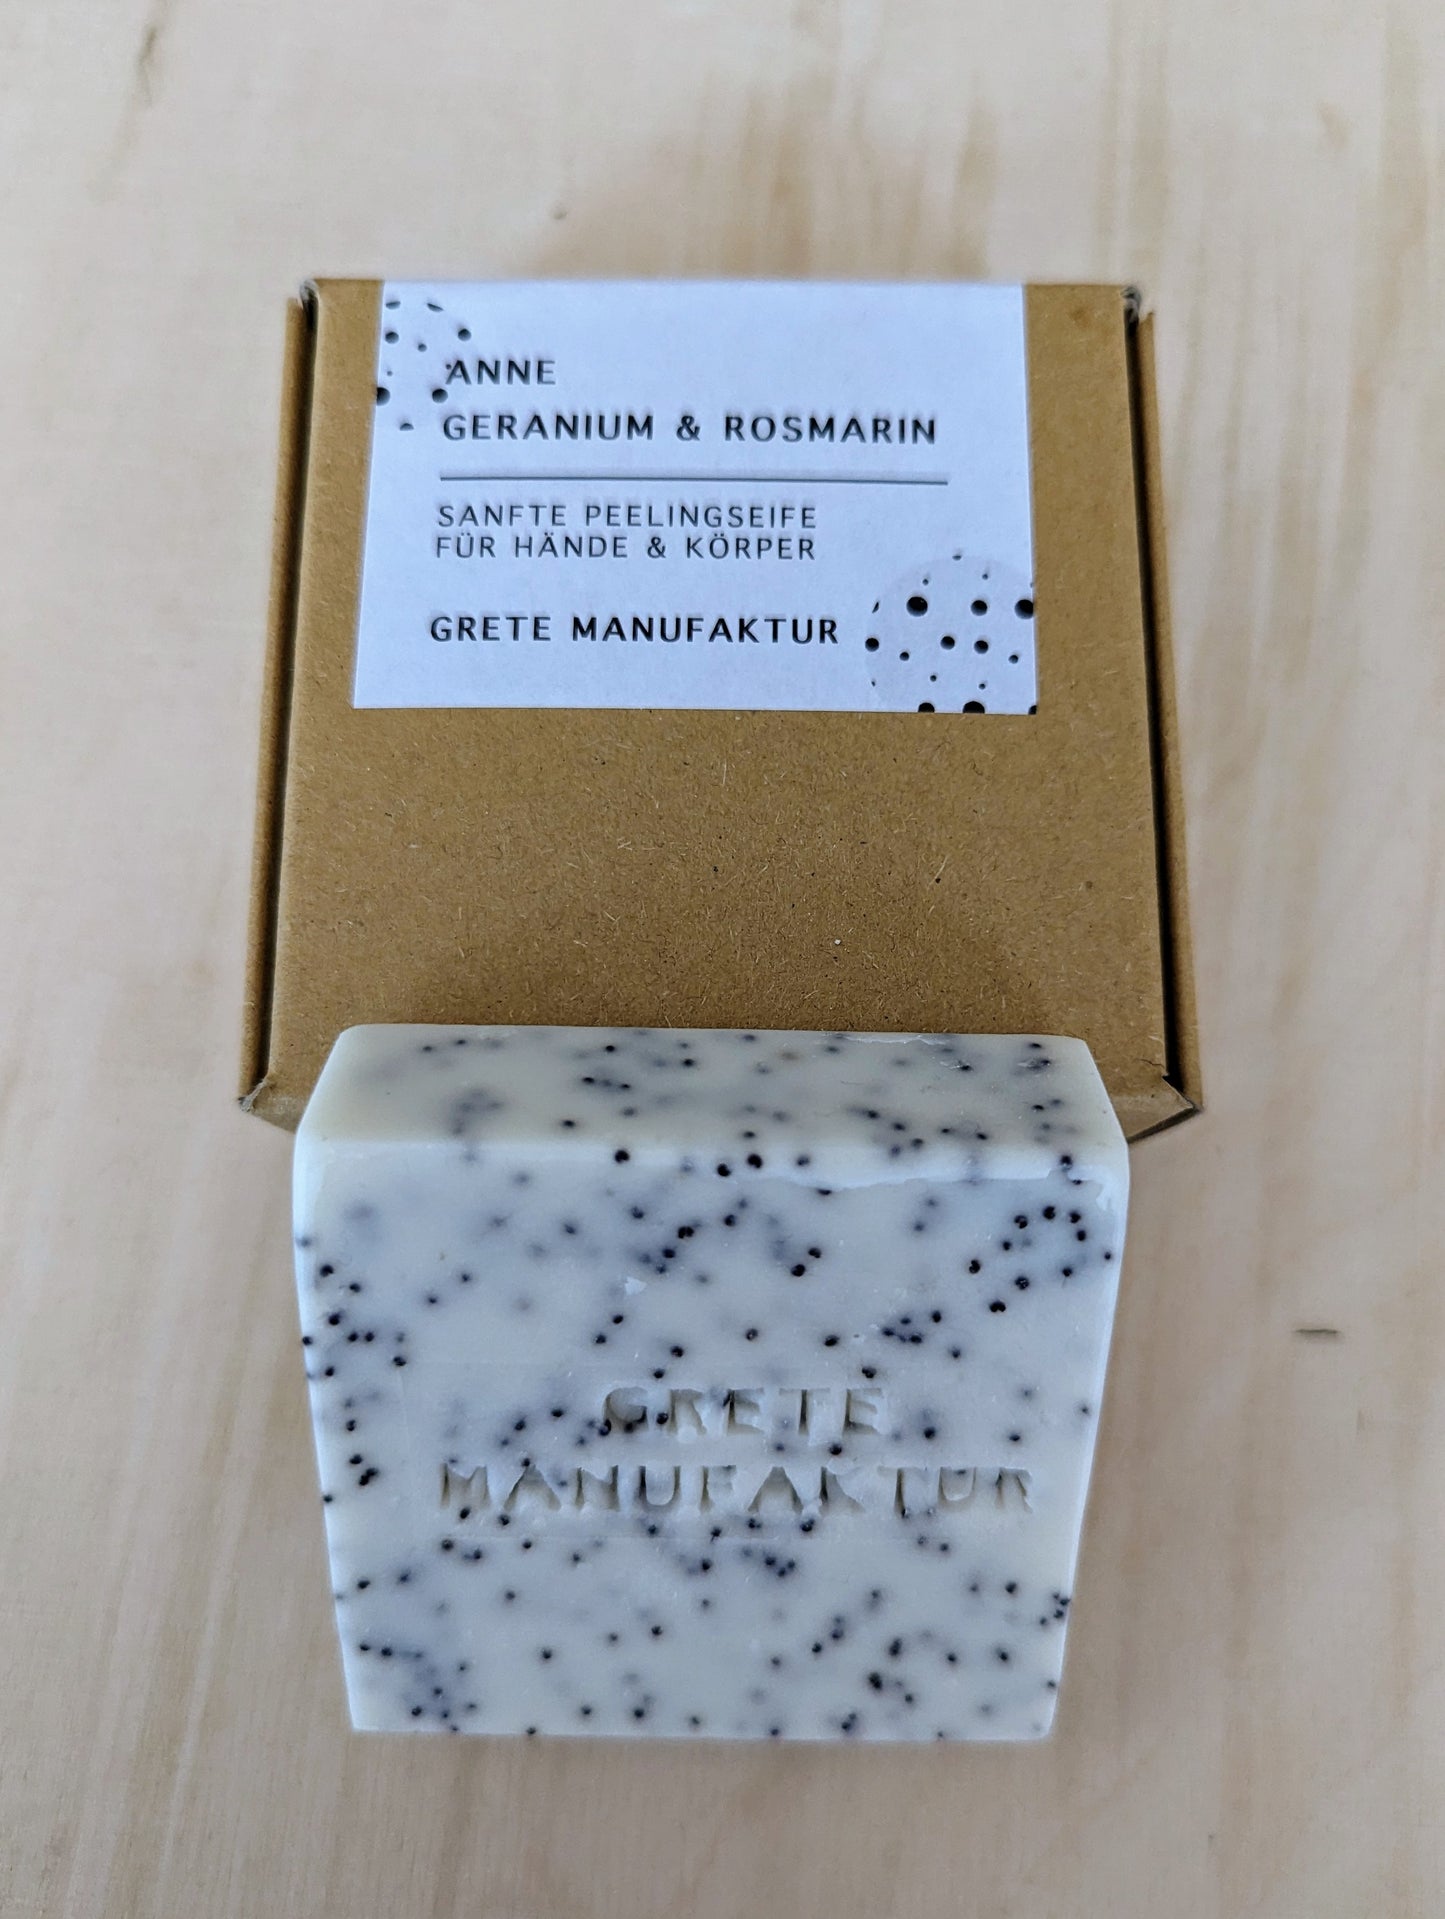 ANNE
GERANIUM & ROSMARIN
SANFTE PEELINGSEIFE
FÜR HÄNDE & KÖRPER
GRETE MANUFAKTUR
GRETE
MANUFAKTUR